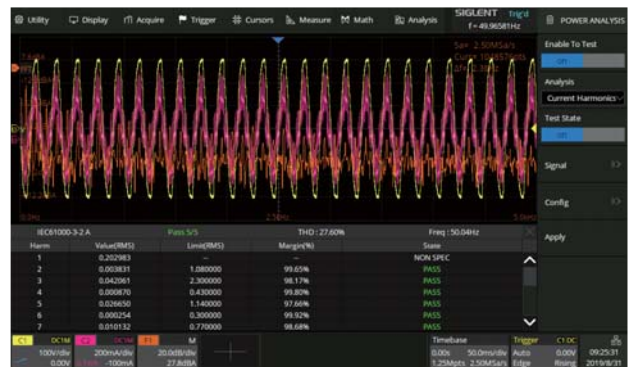 Utility Display Acquire Trigger Cursors Measure Math Analysis SIGLENT Trig'd
f = 49.96581Hz
POWER ANALYSIS
Enable To Test
on
Analysis
Current Harmonics
Test State
on
Signal
Config
Apply
Sa= 2.50MSa/s
0.0Hz 2.50Hz
IEC61000-3-2 A Pass 5/5 THD : 27.60% Freq : 50.04Hz
Harm Value(RMS) Limit(RMS) Margin(%) State
1 0.202983 -- -- NON SPEC
2 0.003831 1.080000 99.65% PASS
3 0.042061 2.300000 98.17% PASS
4 0.000870 0.430000 99.80% PASS
5 0.026650 1.140000 97.66% PASS
6 0.000254 0.300000 99.92% PASS
7 0.010132 0.770000 98.68% PASS
C1 DC1M C2 DC1M F1 M Timebase Trigger C1 DC
100V/div 200mA/div 20.0dB/div 0.00s 50.0ms/div Auto 0.00V 09:25:31
0.00V -100mA 27.8dBA 1.25Mpts 2.50MSa/s Edge Rising 2019/8/31